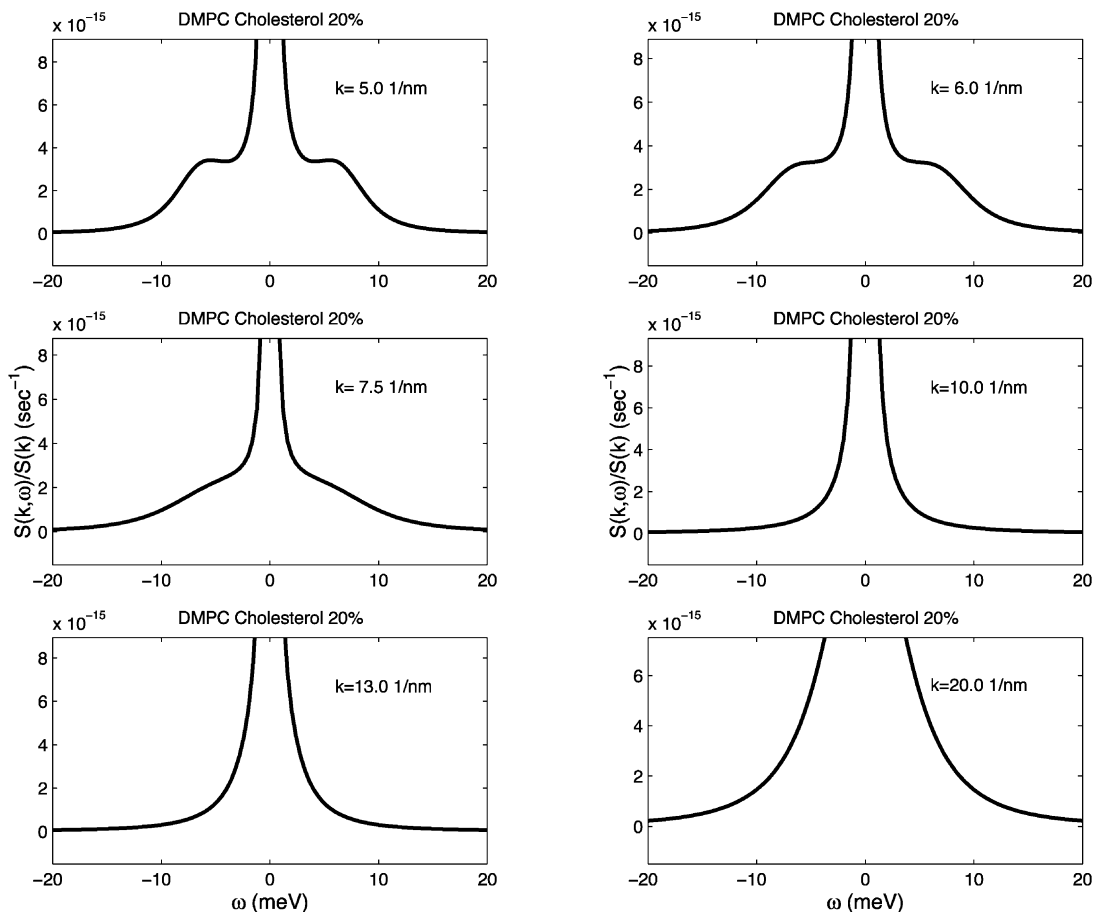 DMPC Cholesterol 20%
x 10⁻¹⁵
8
6
4
2
0
k= 5.0 1/nm
−20 −10 0 10 20
DMPC Cholesterol 20%
x 10⁻¹⁵
8
6
4
2
0
k= 6.0 1/nm
−20 −10 0 10 20
DMPC Cholesterol 20%
x 10⁻¹⁵
8
6
4
2
0
k= 7.5 1/nm
S(k,ω)/S(k) (sec⁻¹)
−20 −10 0 10 20
DMPC Cholesterol 20%
x 10⁻¹⁵
8
6
4
2
0
k=10.0 1/nm
S(k,ω)/S(k) (sec⁻¹)
−20 −10 0 10 20
DMPC Cholesterol 20%
x 10⁻¹⁵
8
6
4
2
0
k=13.0 1/nm
−20 −10 0 10 20
ω (meV)
DMPC Cholesterol 20%
x 10⁻¹⁵
6
4
2
0
k=20.0 1/nm
−20 −10 0 10 20
ω (meV)